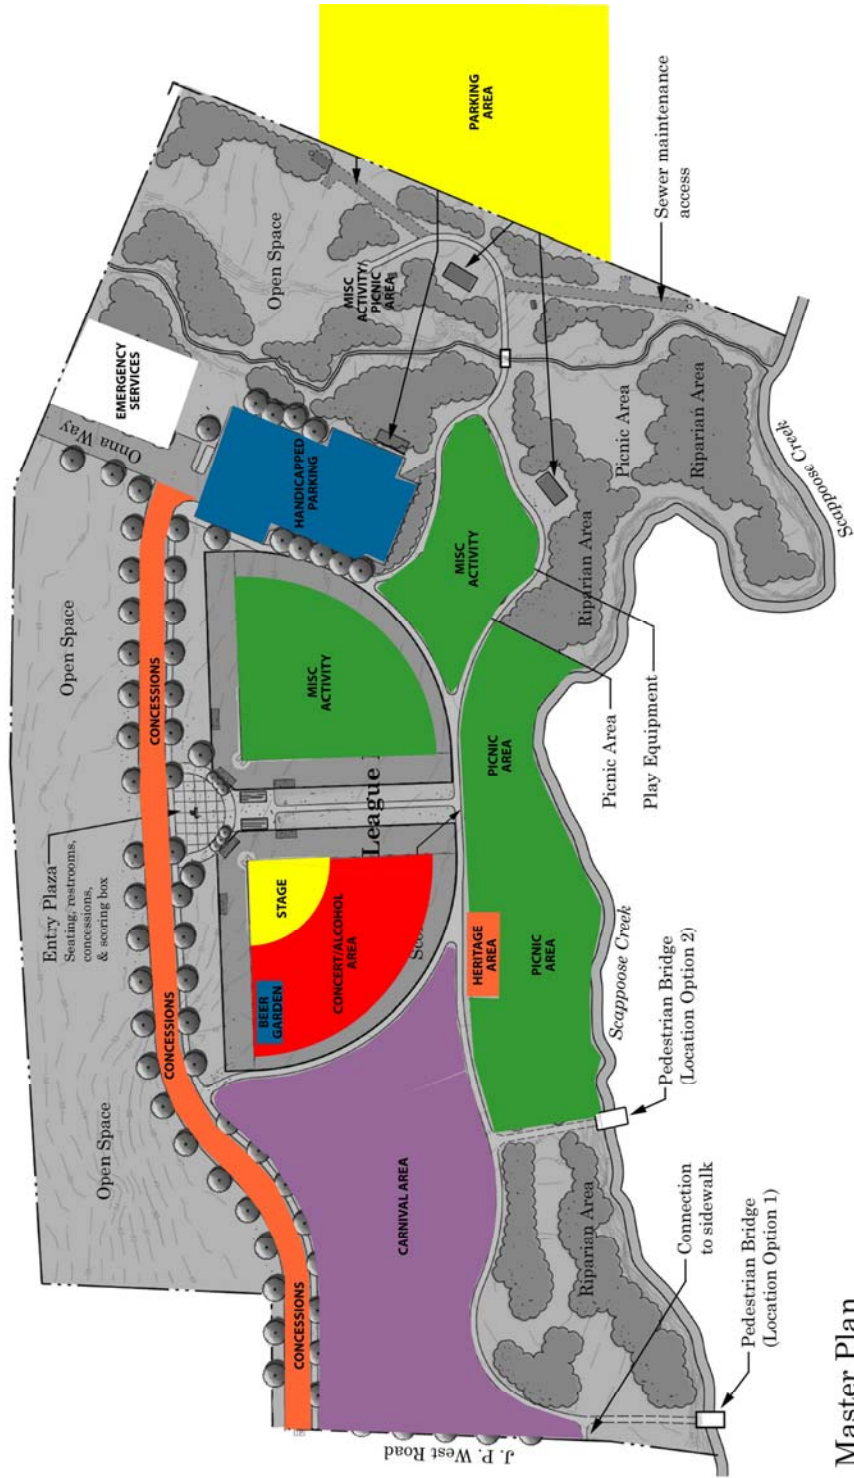 Master Plan
J. P. West Road
CONCESSIONS
CARNIVAL AREA
Connection
to sidewalk
Pedestrian Bridge
(Location Option 1)
Riparian Area
Open Space
CONCESSIONS
Pedestrian Bridge
(Location Option 2)
Scappoose Creek
Entry Plaza
Seating, restrooms,
concessions,
& scoring box
BEER
GARDEN
STAGE
CONCERT/ALCOHOL
AREA
League
HERITAGE
AREA
PICNIC
AREA
CONCESSIONS
Open Space
MISC
ACTIVITY
PICNIC
AREA
Picnic Area
Play Equipment
Onna Way
EMERGENCY
SERVICES
HANDICAPPED
PARKING
MISC
ACTIVITY
Riparian Area
Picnic Area
Riparian Area
Scappoose Creek
Open Space
MISC
ACTIVITY/
PICNIC
AREA
PARKING
AREA
Sewer maintenance
access